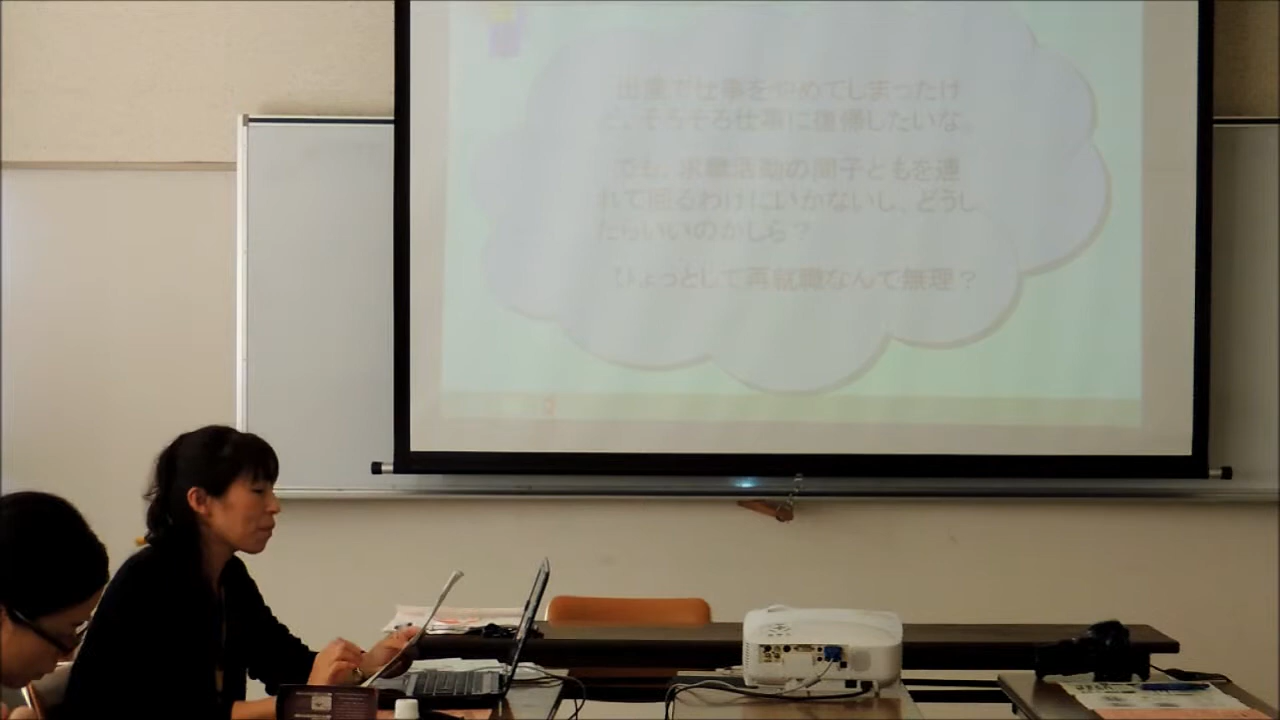 出産で仕事をやめてしまったけ
ど、そろそろ仕事に復帰したいな。
でも、求職活動の間子どもを連
れて回るわけにいかないし、どうし
たらいいのかしら?
ひょっとして再就職なんて無理?